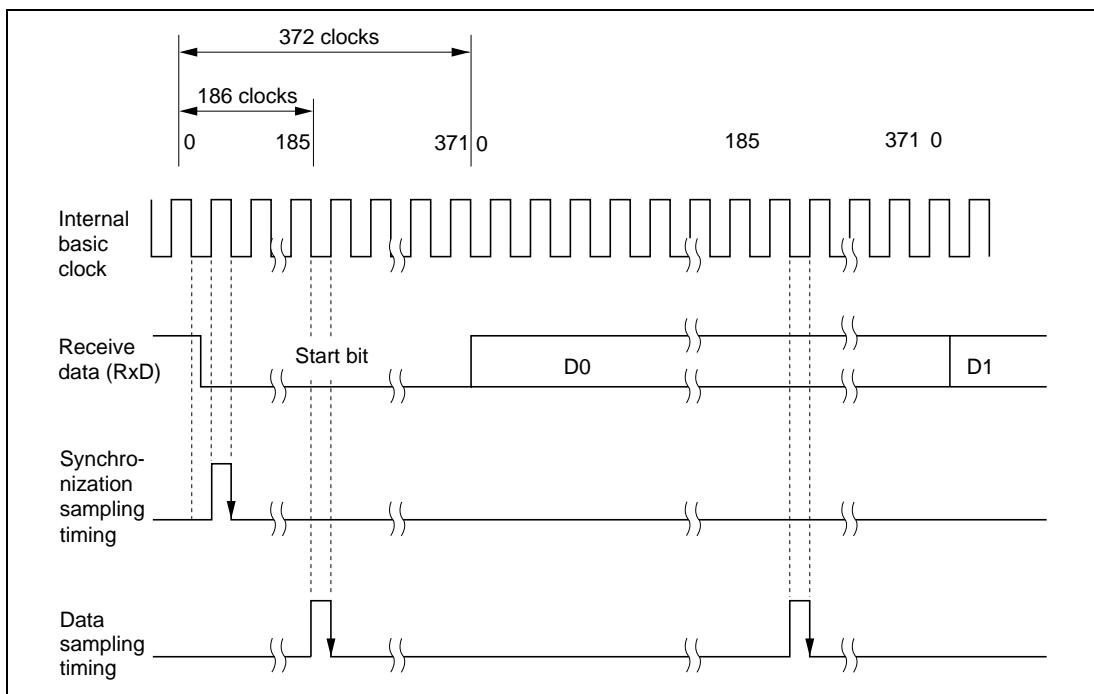 372 clocks
186 clocks
0
185
371 0
185
371 0
Internal
basic
clock
Receive
data (RxD)
Start bit
D0
D1
Synchro-
nization
sampling
timing
Data
sampling
timing